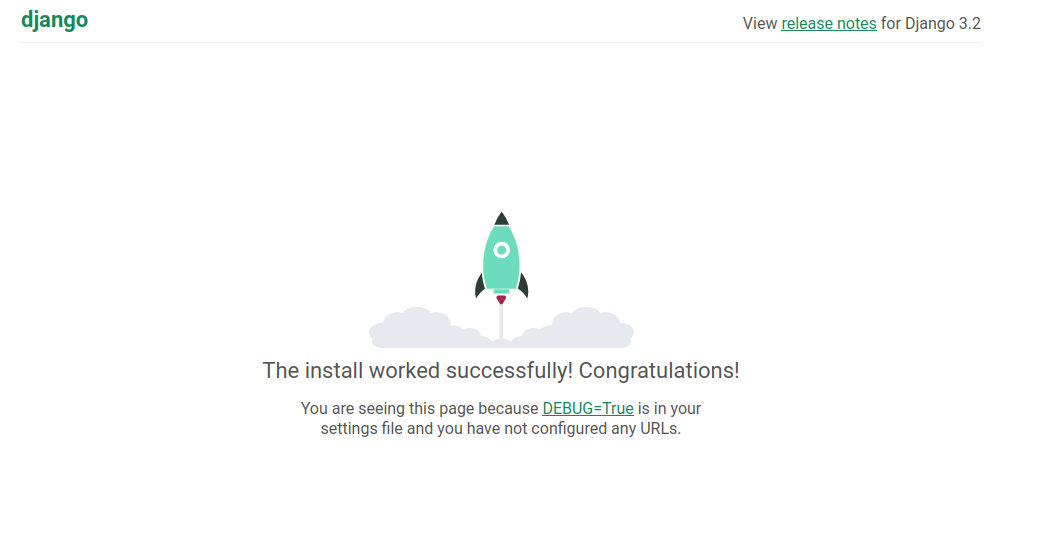 django
View release notes for Django 3.2
The install worked successfully! Congratulations!
You are seeing this page because DEBUG=True is in your
settings file and you have not configured any URLs.